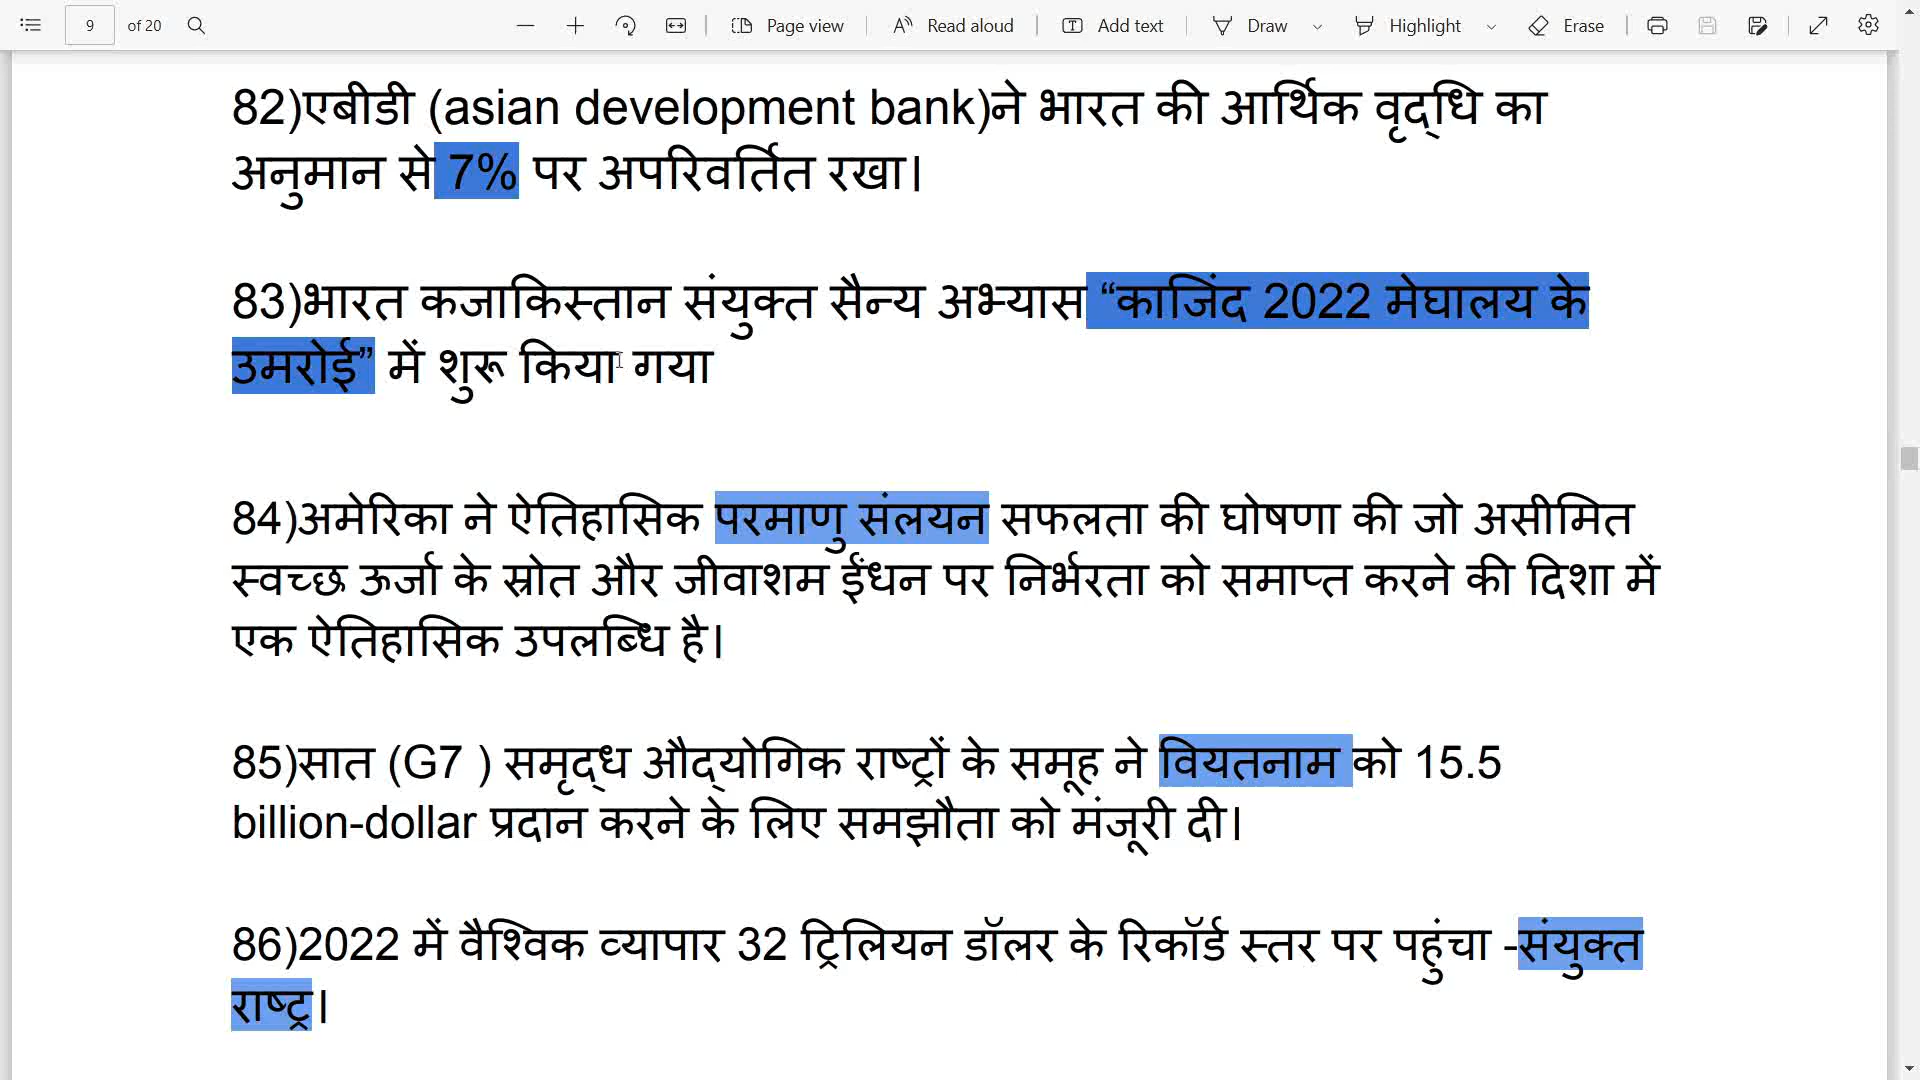 9 of 20 Page view Read aloud Add text Draw Highlight Erase
82)एबीडी (asian development bank)ने भारत की आर्थिक वृद्धि का
अनुमान से 7% पर अपरिवर्तित रखा।
83)भारत कजाकिस्तान संयुक्त सैन्य अभ्यास “काजिंद 2022 मेघालय के
उमरोई” में शुरू किया गया
84)अमेरिका ने ऐतिहासिक परमाणु संलयन सफलता की घोषणा की जो असीमित
स्वच्छ ऊर्जा के स्रोत और जीवाशम ईंधन पर निर्भरता को समाप्त करने की दिशा में
एक ऐतिहासिक उपलब्धि है।
85)सात (G7 ) समृद्ध औद्योगिक राष्ट्रों के समूह ने वियतनाम को 15.5
billion-dollar प्रदान करने के लिए समझौता को मंजूरी दी।
86)2022 में वैश्विक व्यापार 32 ट्रिलियन डॉलर के रिकॉर्ड स्तर पर पहुंचा -संयुक्त
राष्ट्र।